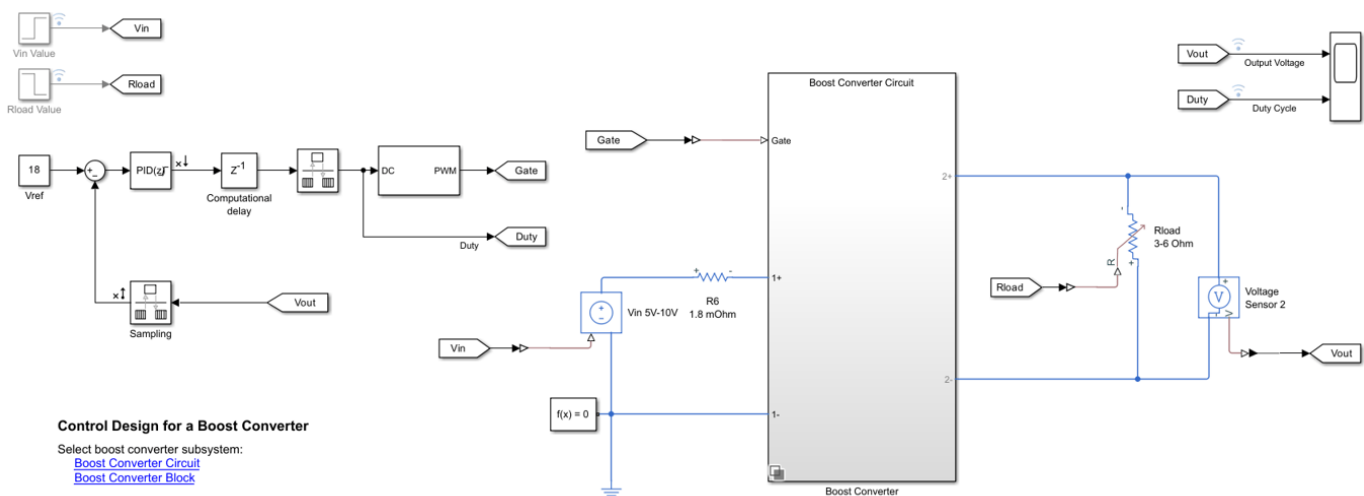 Vin
Vin Value
Rload
Rload Value
18
Vref
+
−
PID(z)
Z-1
Computational
delay
DC
PWM
Gate
Duty
Duty
Vout
Sampling
Control Design for a Boost Converter
Select boost converter subsystem:
Boost Converter Circuit
Boost Converter Block
Gate
Vin
Vin 5V-10V
+
-
R6
1.8 mOhm
f(x) = 0
Boost Converter Circuit
Gate
1+
1-
2+
2-
Boost Converter
Rload
R
-
+
Rload
3-6 Ohm
V
+
-
V
Voltage
Sensor 2
Vout
Vout
Output Voltage
Duty
Duty Cycle